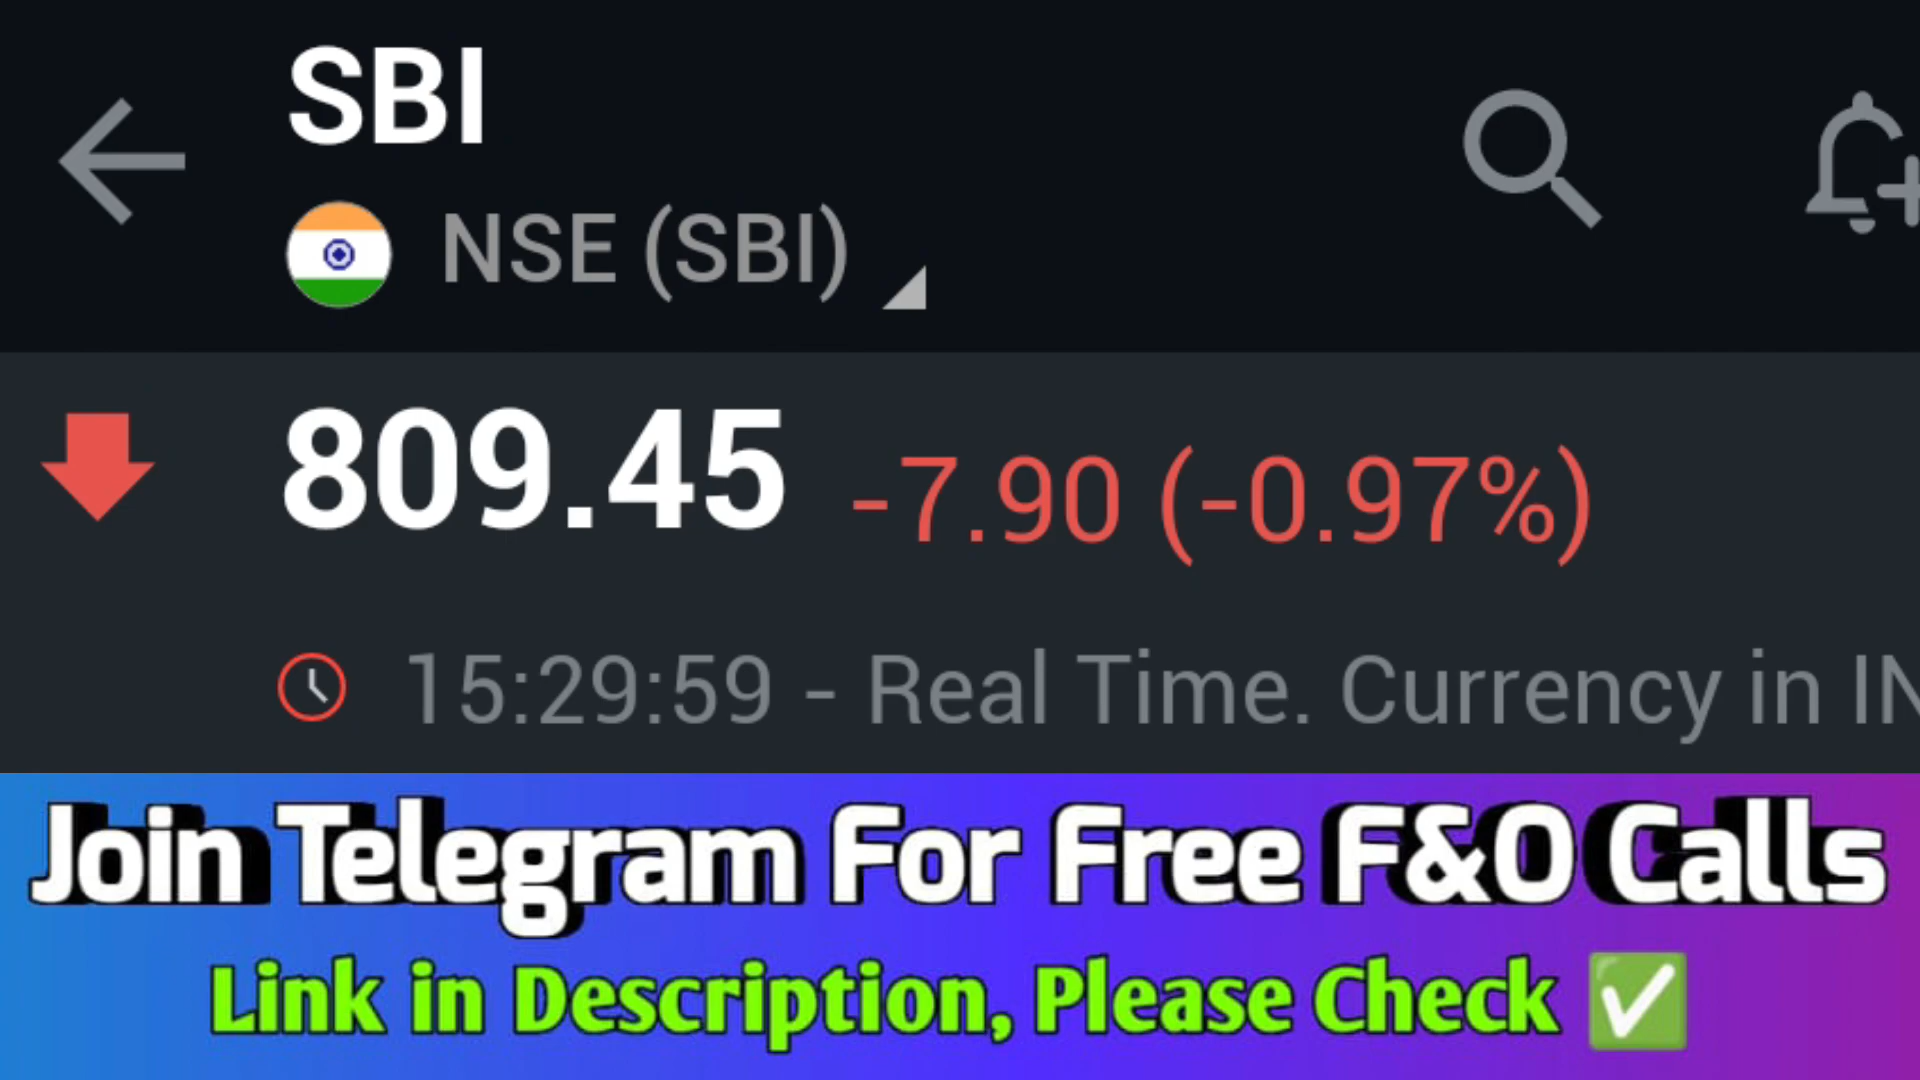 SBI
NSE (SBI)
809.45 -7.90 (-0.97%)
15:29:59 - Real Time. Currency in IN
Join Telegram For Free F&O Calls
Link in Description, Please Check ✅